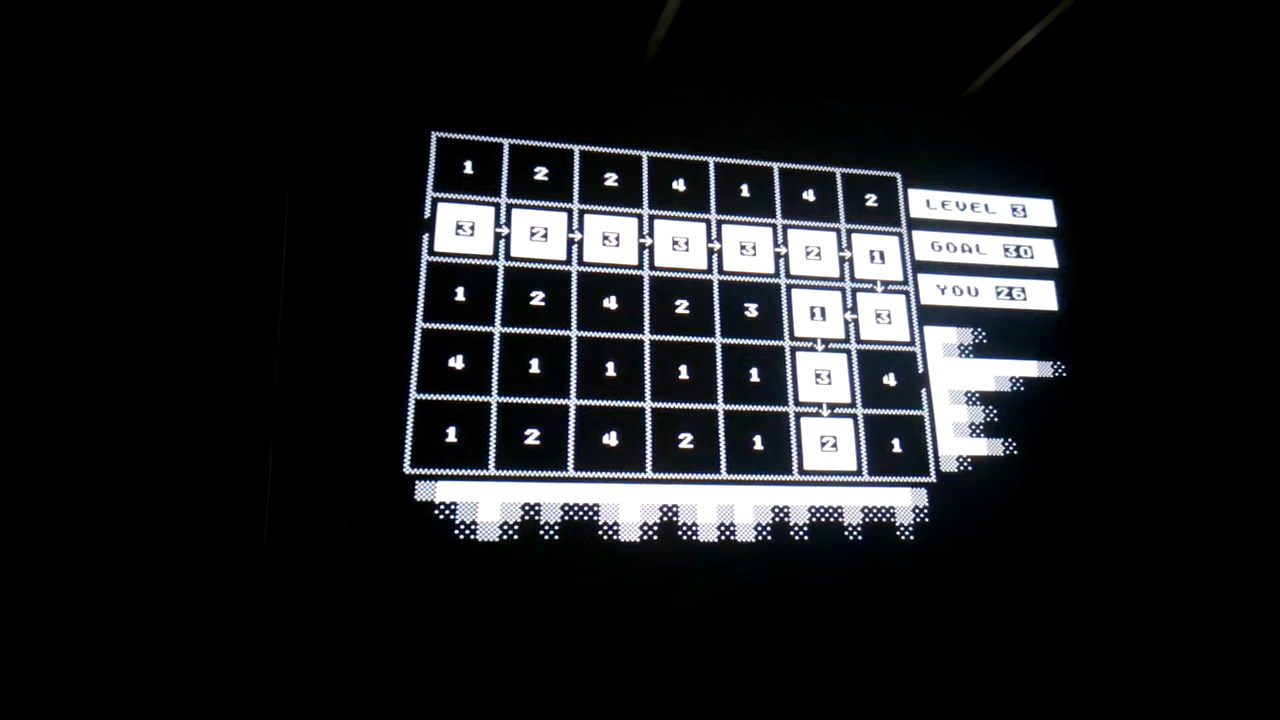 1 2 2 4 1 4 2
LEVEL 3
3 2 3 3 3 2 1
GOAL 30
1 2 4 2 3 1 3
YOU 26
4 1 1 1 1 3 4
1 2 4 2 1 2 1